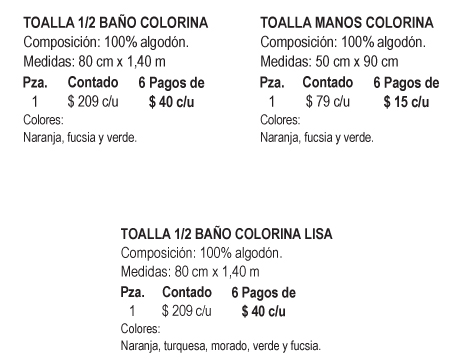 TOALLA 1/2 BAÑO COLORINA
Composición: 100% algodón.
Medidas: 80 cm x 1,40 m
Pza. Contado 6 Pagos de
1 $ 209 c/u $ 40 c/u
Colores:
Naranja, fucsia y verde.
TOALLA MANOS COLORINA
Composición: 100% algodón.
Medidas: 50 cm x 90 cm
Pza. Contado 6 Pagos de
1 $ 79 c/u $ 15 c/u
Colores:
Naranja, fucsia y verde.
TOALLA 1/2 BAÑO COLORINA LISA
Composición: 100% algodón.
Medidas: 80 cm x 1,40 m
Pza. Contado 6 Pagos de
1 $ 209 c/u $ 40 c/u
Colores:
Naranja, turquesa, morado, verde y fucsia.